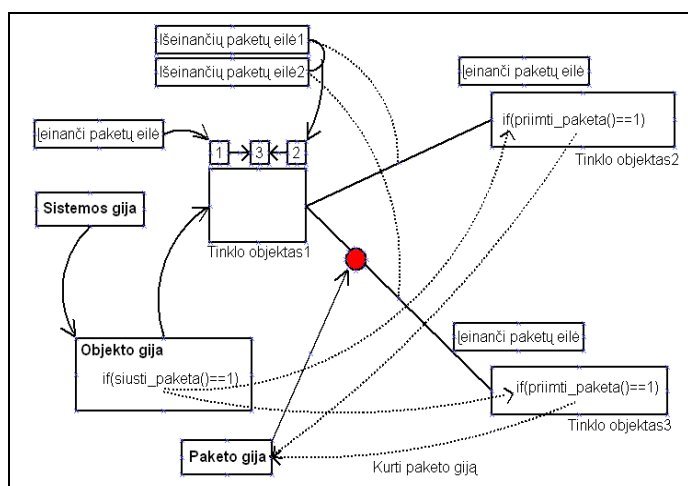 Išeinančių paketų eilė1
Išeinančių paketų eilė2
Įeinanči paketų eilė
Įeinanči paketų eilė
1
3
2
if(priimti_paketa()==1)
Tinklo objektas2
Sistemos gija
Tinklo objektas1
Objekto gija
if(siusti_paketa()==1)
Įeinanči paketų eilė
if(priimti_paketa()==1)
Tinklo objektas3
Paketo gija
Kurti paketo giją